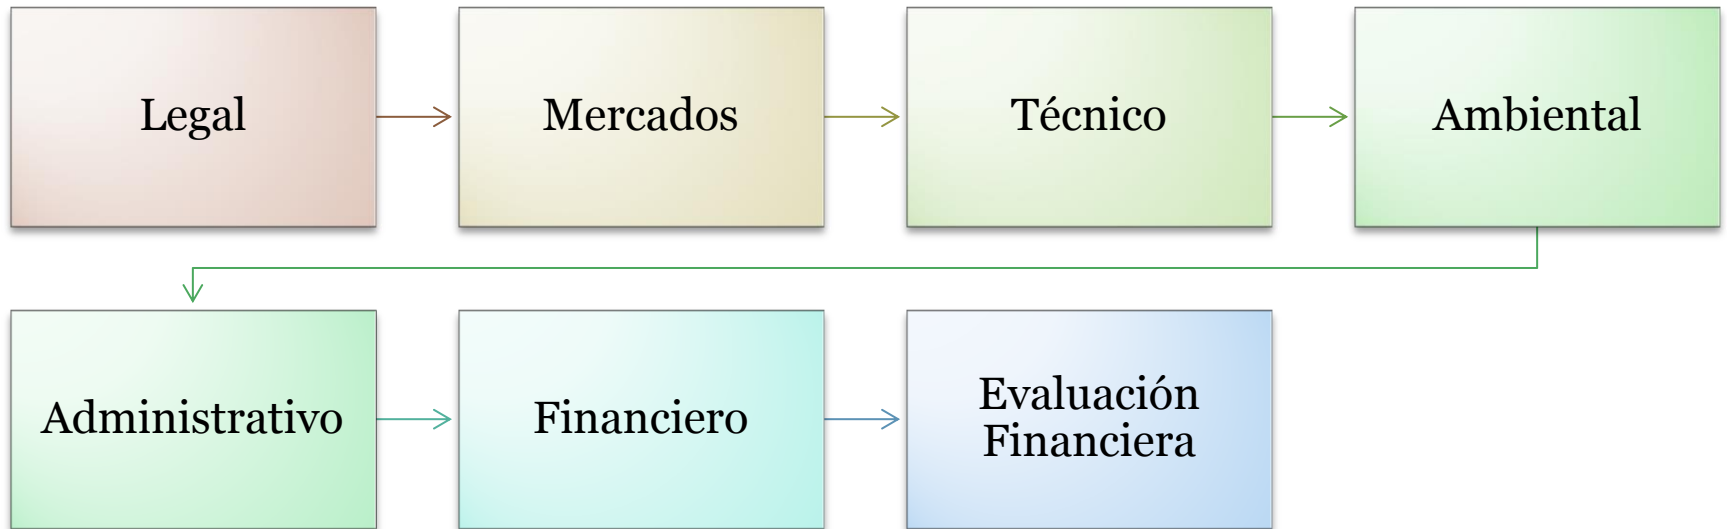 Legal
Mercados
Técnico
Ambiental
Administrativo
Financiero
Evaluación
Financiera